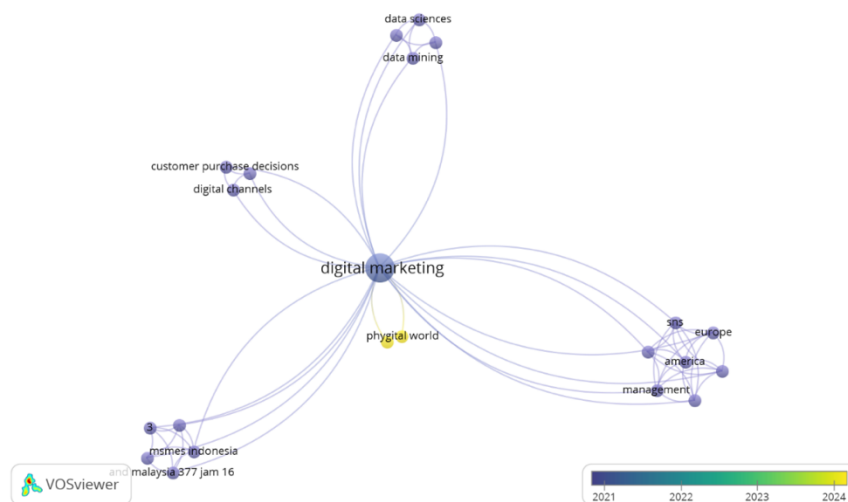 data sciences
data mining
customer purchase decisions
digital channels
digital marketing
sns
europe
phygital world
america
management
3
msmes indonesia
and malaysia 377 jam 16
VOSviewer
2021 2022 2023 2024